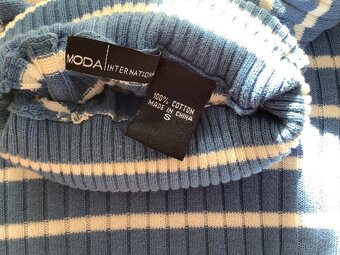 MODA INTERNATIONAL
100% COTTON
MADE IN CHINA
S